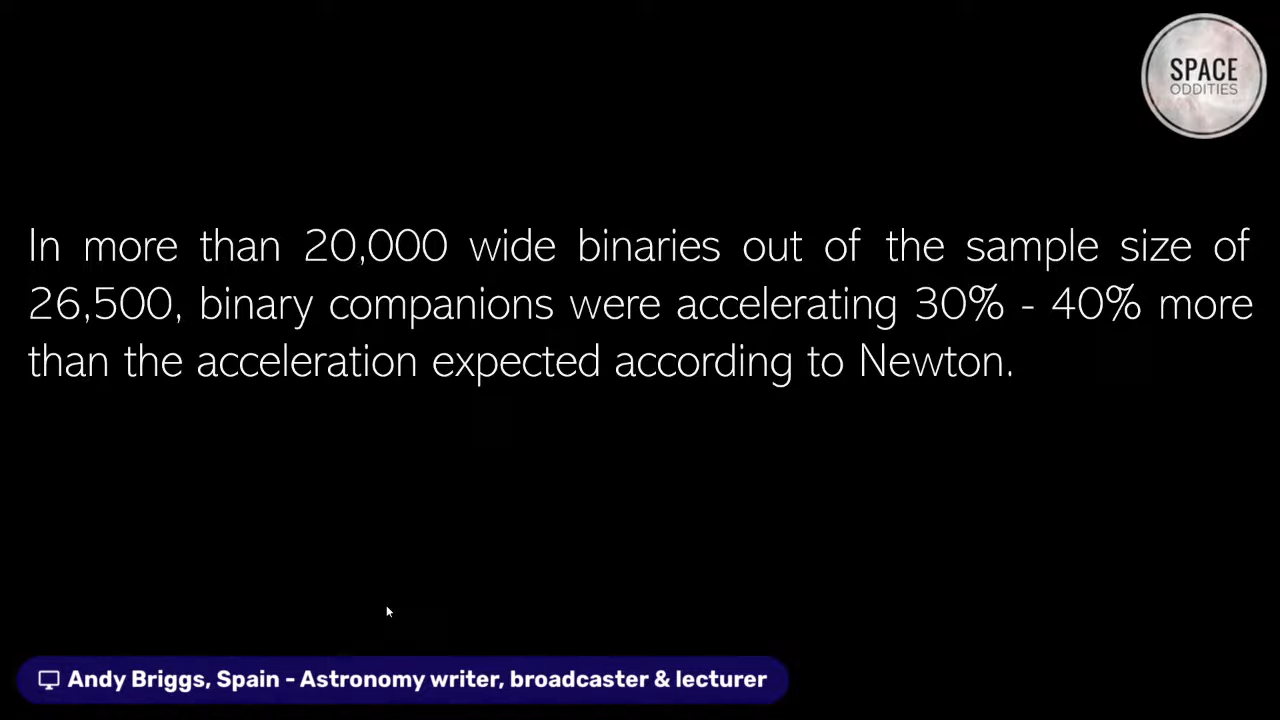 SPACE
ODDITIES
In more than 20,000 wide binaries out of the sample size of
26,500, binary companions were accelerating 30% - 40% more
than the acceleration expected according to Newton.
Andy Briggs, Spain - Astronomy writer, broadcaster & lecturer